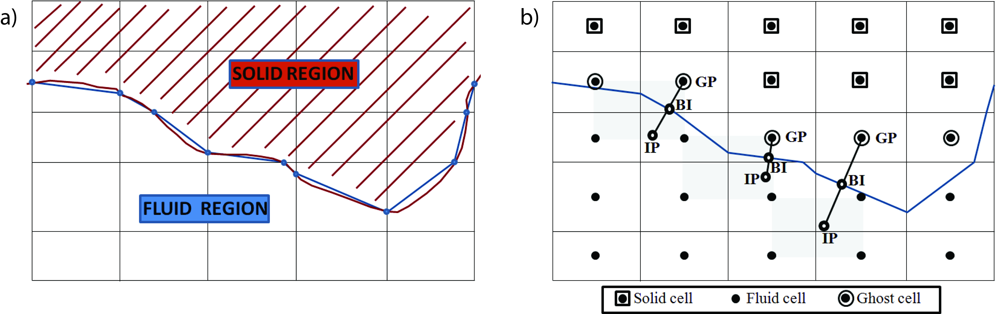 a)
SOLID REGION
FLUID REGION
b)
GP
BI
IP
GP
BI
IP
GP
BI
IP
Solid cell Fluid cell Ghost cell